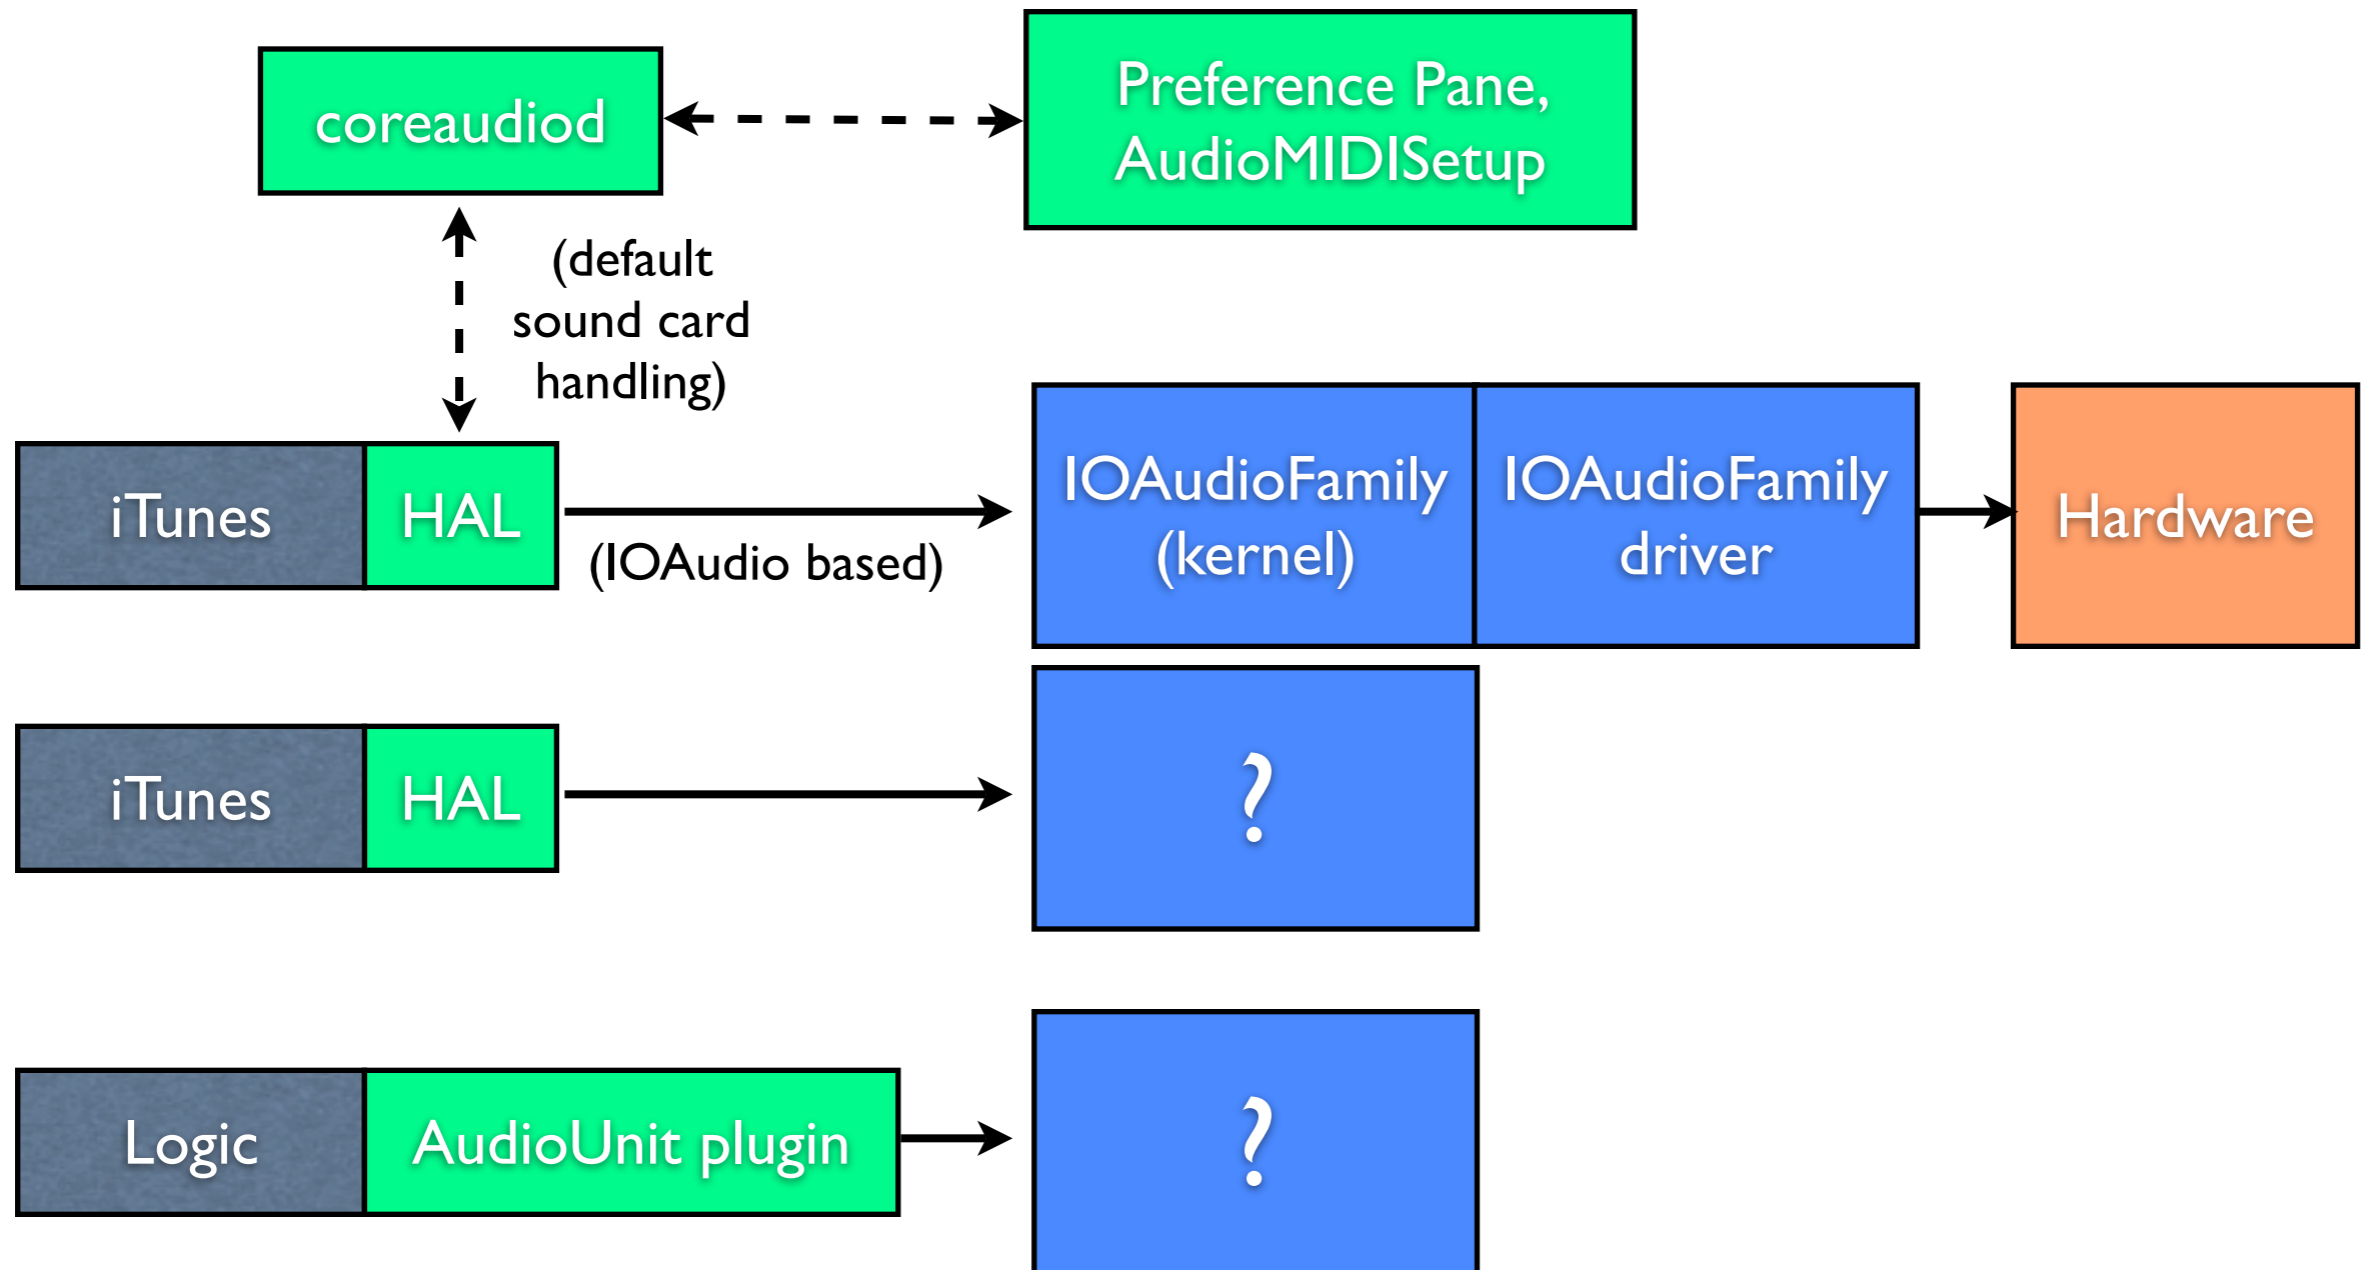 coreaudiod
Preference Pane,
AudioMIDISetup
(default
sound card
handling)
iTunes
HAL
(IOAudio based)
IOAudioFamily
(kernel)
IOAudioFamily
driver
Hardware
iTunes
HAL
?
Logic
AudioUnit plugin
?